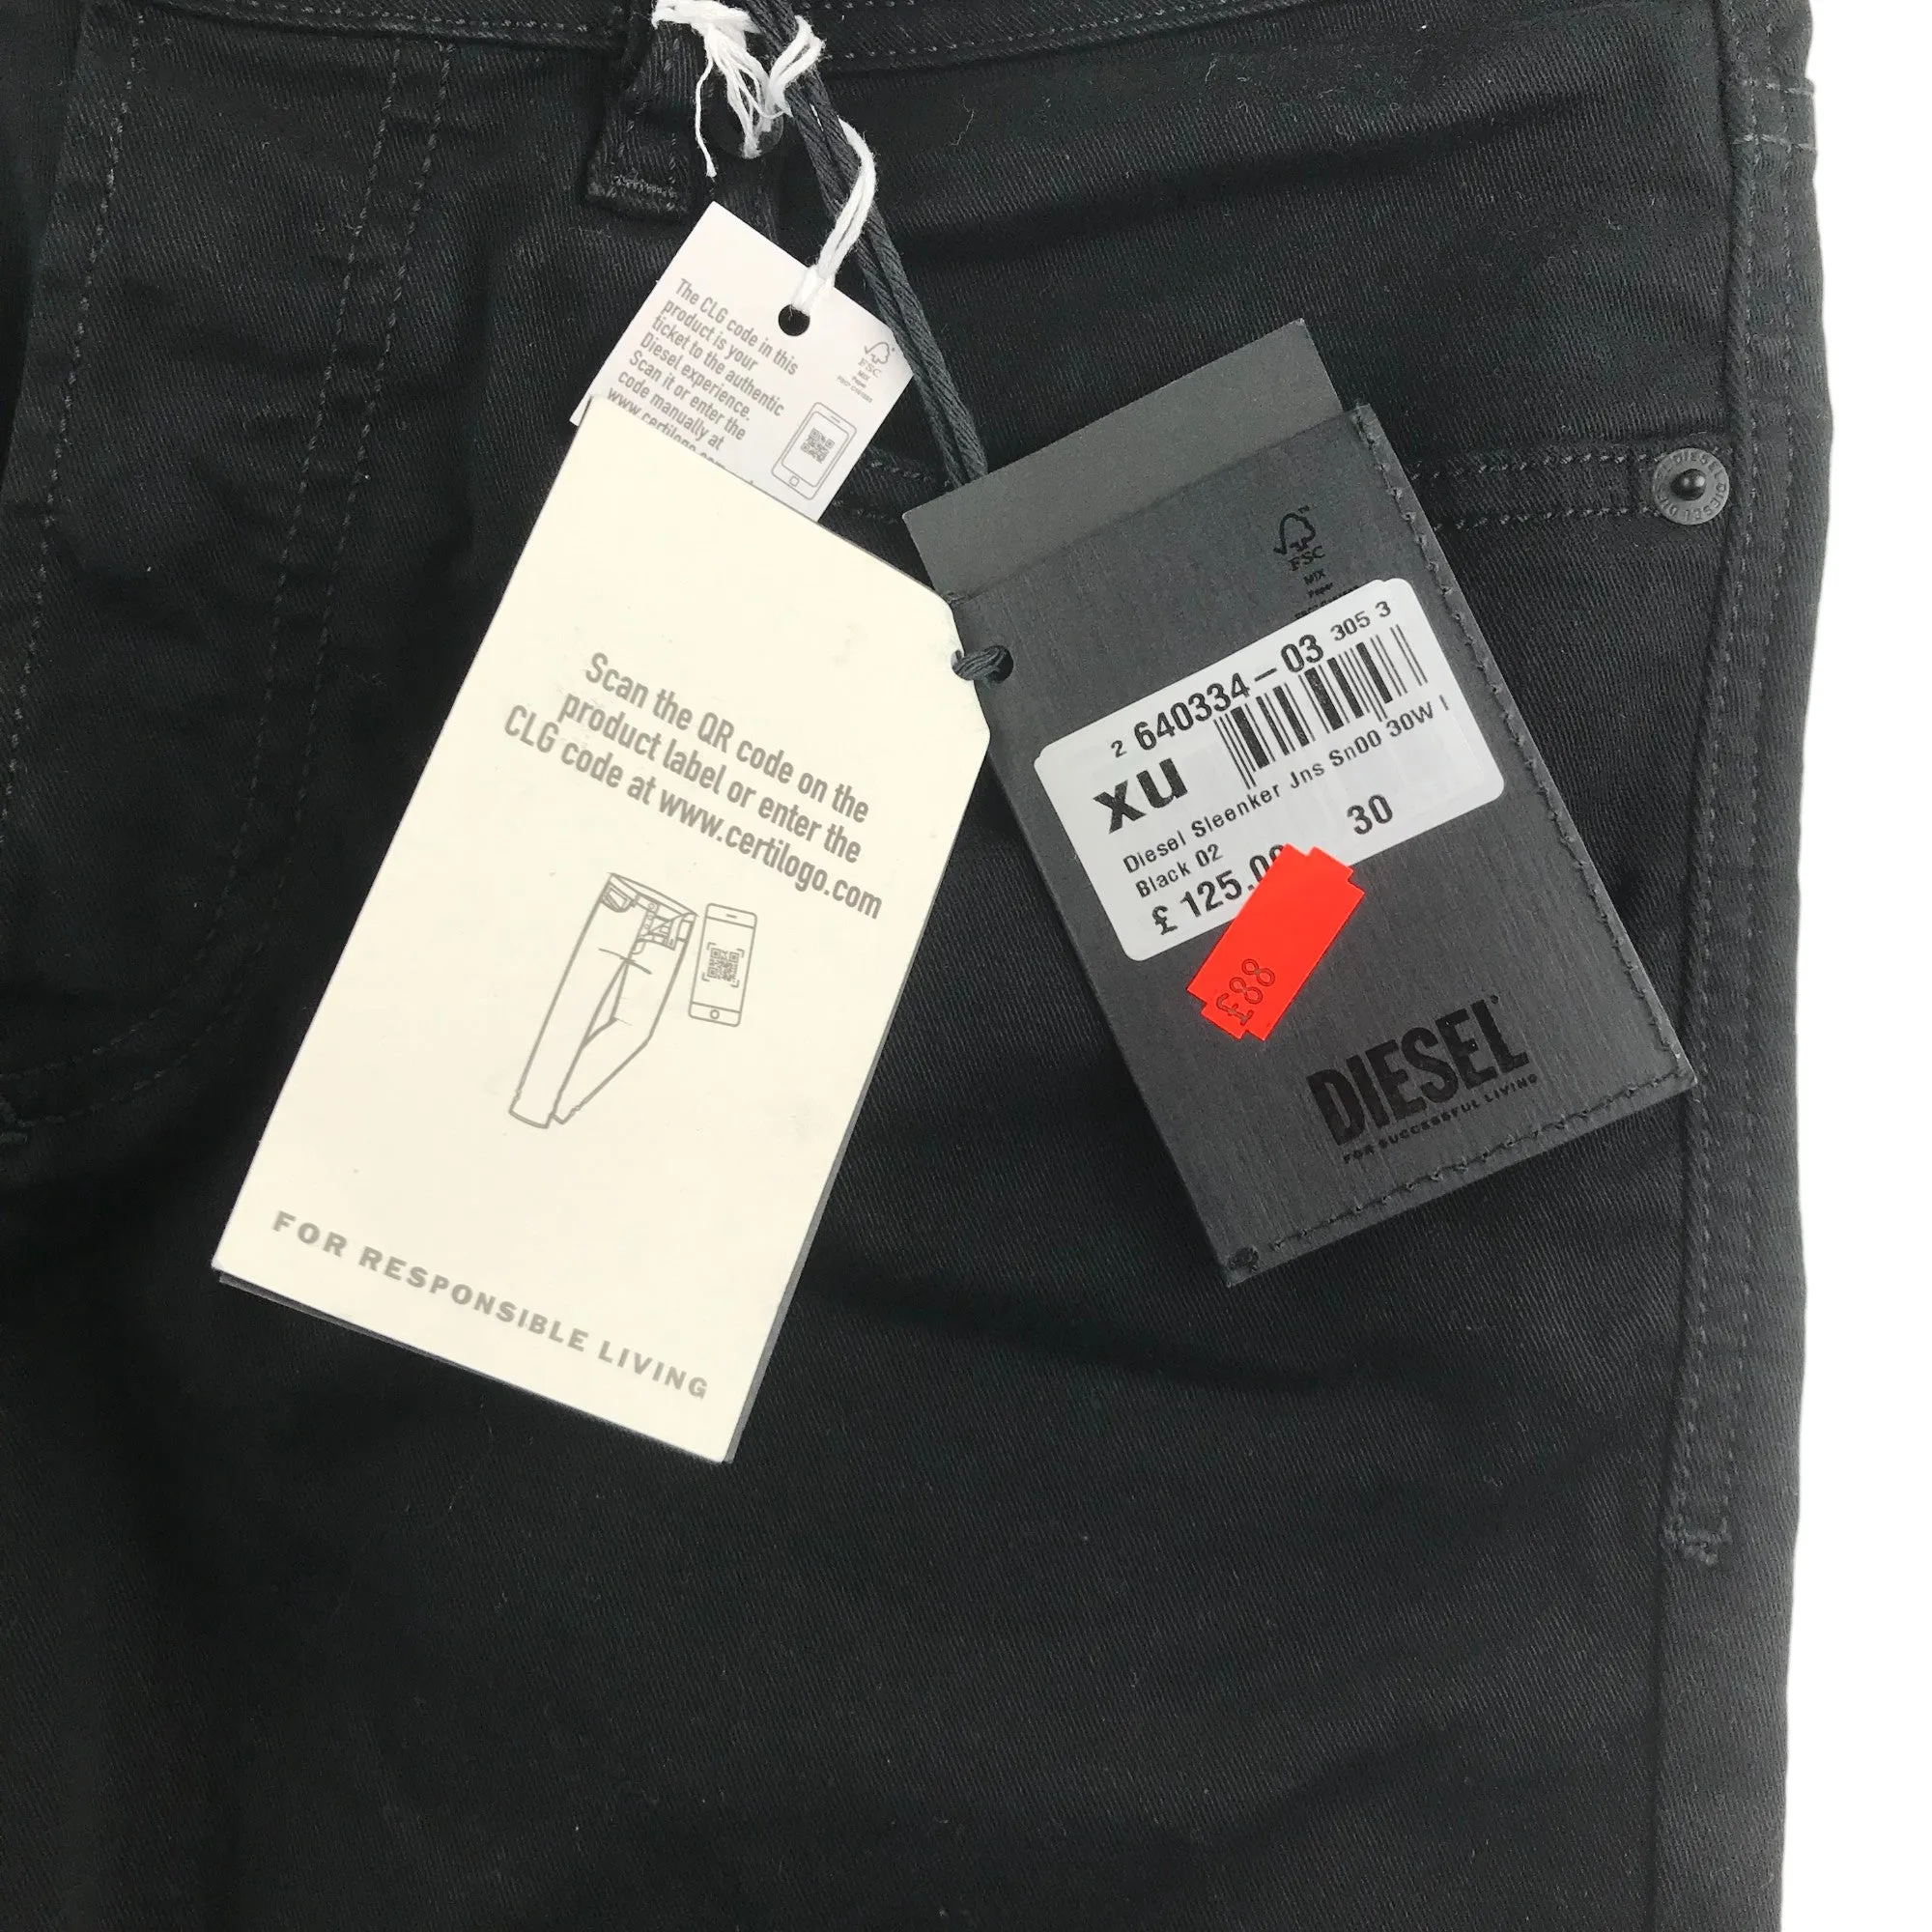 The CLG code in this
product is your
ticket to the authentic
Diesel experience.
Scan it or enter the
code manually at
www.certilogo.com
FSC
MIX
Paper
Scan the QR code on the
product label or enter the
CLG code at www.certilogo.com
FOR RESPONSIBLE LIVING
FSC
MIX
Paper
2 640334-03 305 3
xu
Diesel Sleenker Jns Sn00 30W
Black 02
30
£ 125.0
£88
DIESEL
FOR SUCCESSFUL LIVING
DIESEL DIESEL